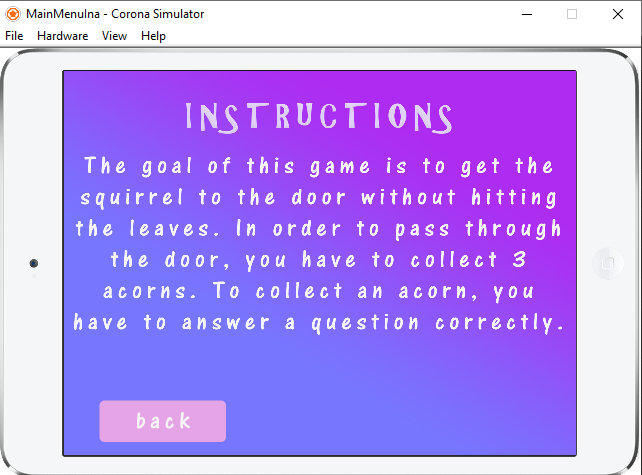 MainMenuIna - Corona Simulator
File Hardware View Help
INSTRUCTIONS
The goal of this game is to get the
squirrel to the door without hitting
the leaves. In order to pass through
the door, you have to collect 3
acorns. To collect an acorn, you
have to answer a question correctly.
back